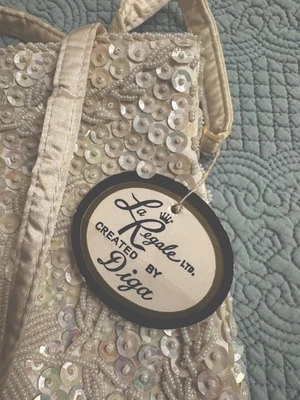 La
Regale LTD.
CREATED BY
Diga